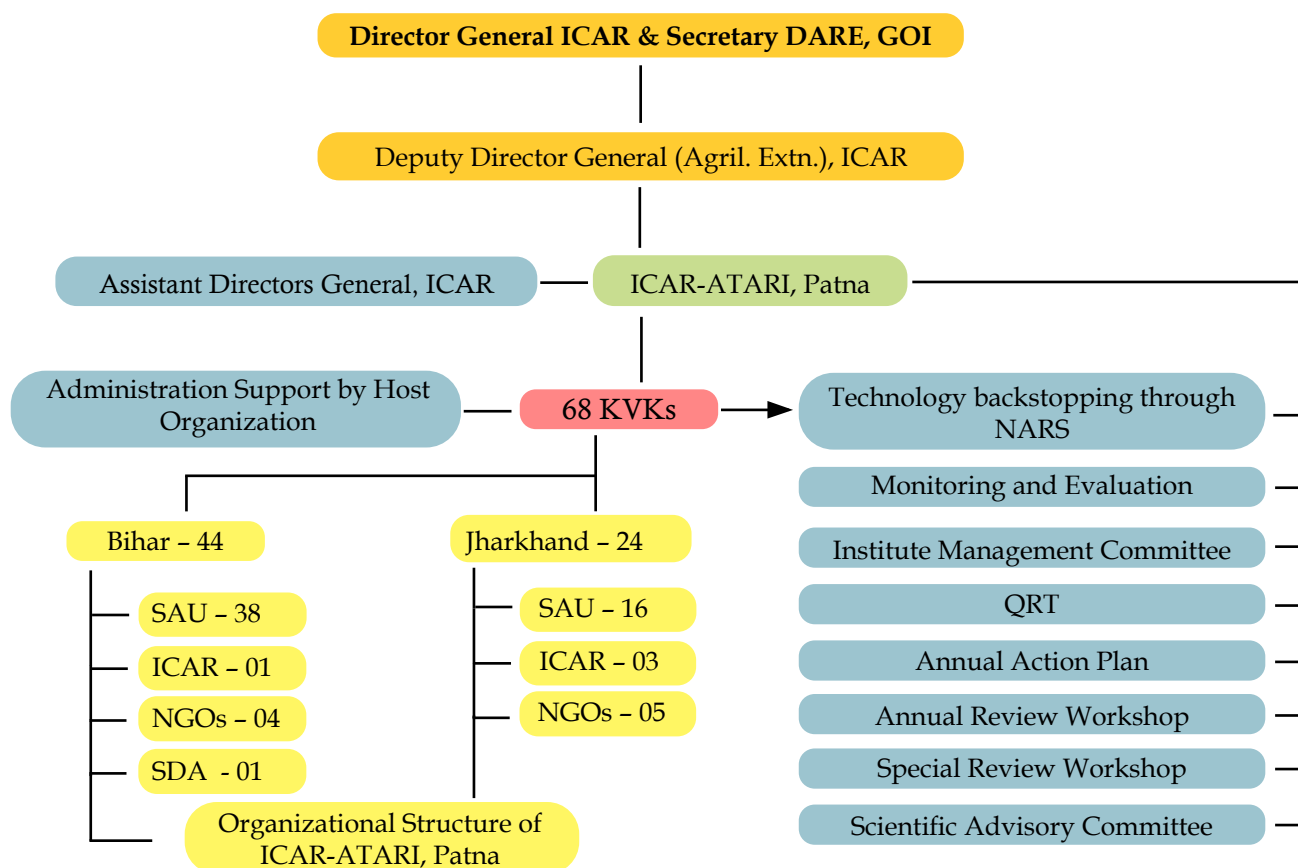 Director General ICAR & Secretary DARE, GOI
Deputy Director General (Agril. Extn.), ICAR
Assistant Directors General, ICAR
ICAR-ATARI, Patna
Administration Support by Host
Organization
68 KVKs
Technology backstopping through
NARS
Monitoring and Evaluation
Institute Management Committee
QRT
Annual Action Plan
Annual Review Workshop
Special Review Workshop
Scientific Advisory Committee
Bihar – 44
SAU – 38
ICAR – 01
NGOs – 04
SDA - 01
Jharkhand – 24
SAU – 16
ICAR – 03
NGOs – 05
Organizational Structure of
ICAR-ATARI, Patna